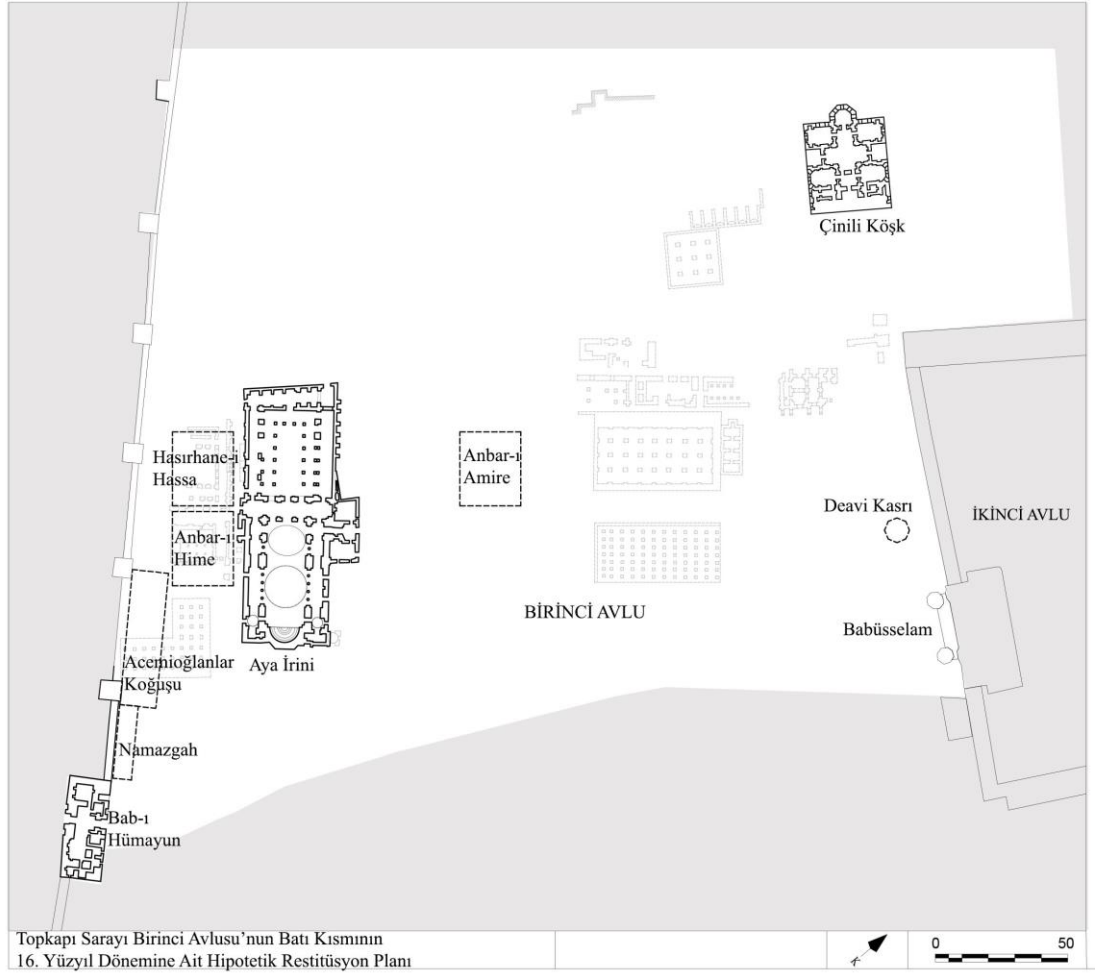 Çinili Köşk
Hasırhane-i
Hassa
Anbar-ı
Amire
Deavi Kasrı
İKİNCİ AVLU
Anbar-ı
Hime
BİRİNCİ AVLU
Babüsselam
Acemioğlanlar
Koğuşu
Aya İrini
Namazgah
Bab-ı
Hümayun
Topkapı Sarayı Birinci Avlusu’nun Batı Kısmının
16. Yüzyıl Dönemine Ait Hipotetik Restitüsyon Planı
K
0 50